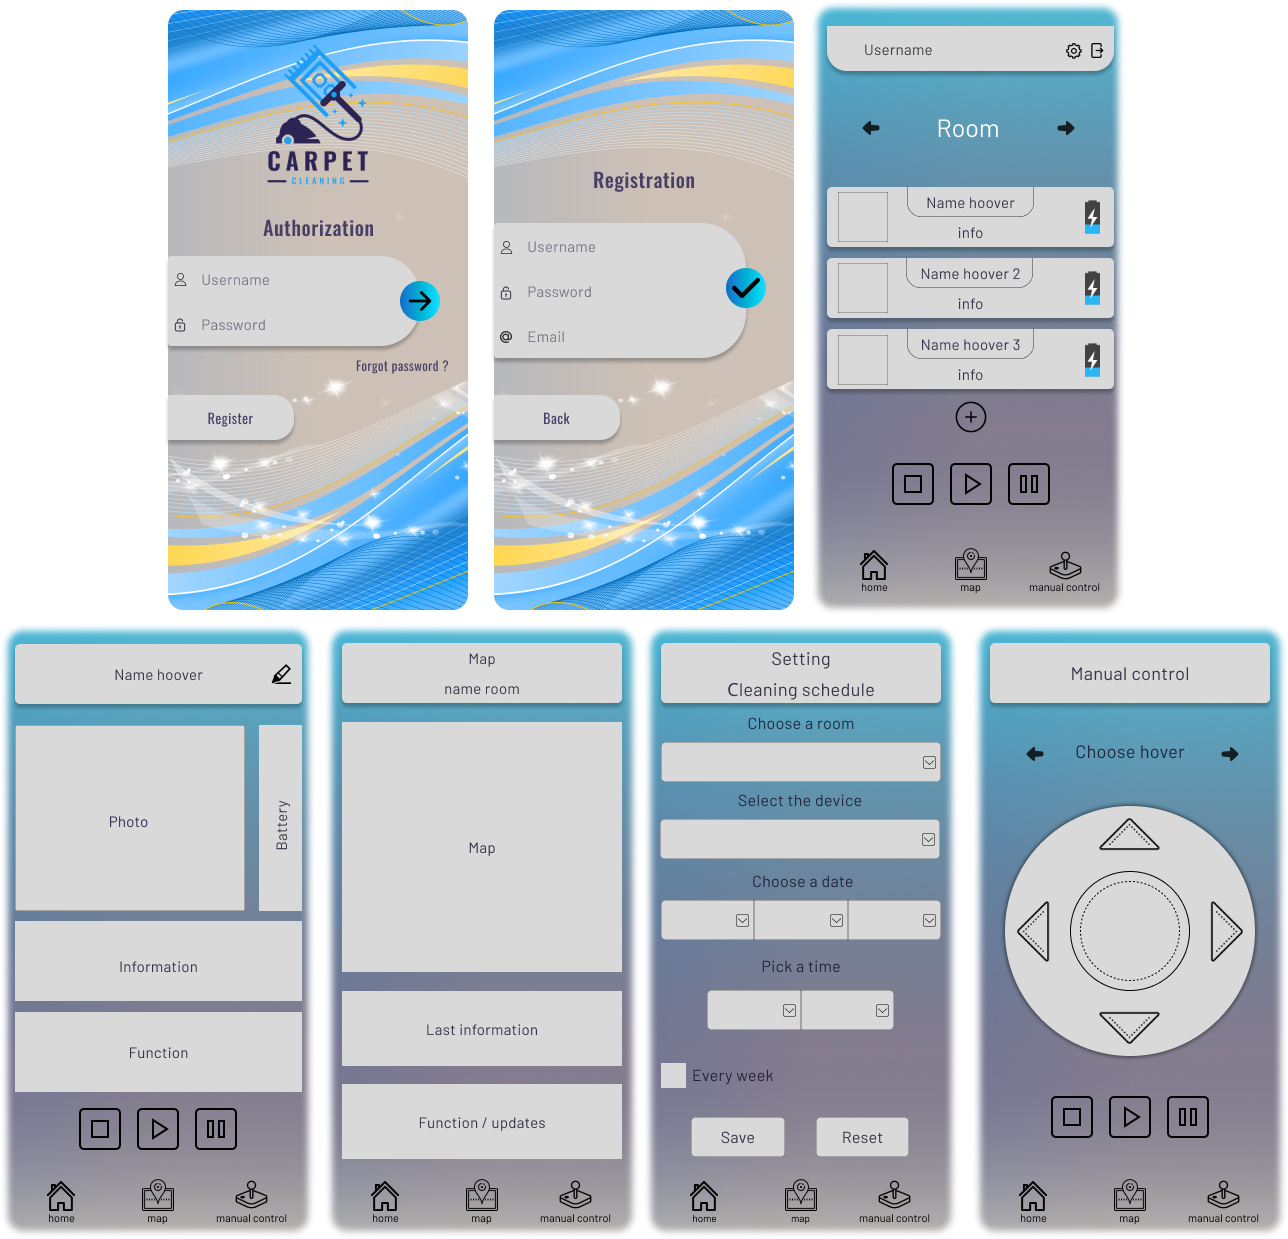 CARPET
CLEANING
Authorization
Username
Password
Forgot password ?
Register
Registration
Username
Password
@ Email
Back
Username
Room
Name hoover
info
Name hoover 2
info
Name hoover 3
info
home
map
manual control
Name hoover
Photo
Battery
Information
Function
home
map
manual control
Map
name room
Map
Last information
Function / updates
home
map
manual control
Setting
Cleaning schedule
Choose a room
Select the device
Choose a date
Pick a time
Every week
Save
Reset
home
map
manual control
Manual control
Choose hover
home
map
manual control